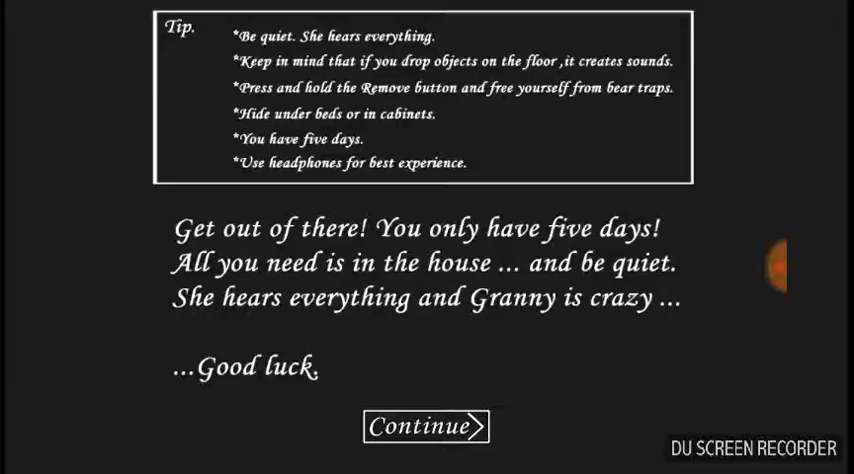 Tip.
*Be quiet. She hears everything.
*Keep in mind that if you drop objects on the floor ,it creates sounds.
*Press and hold the Remove button and free yourself from bear traps.
*Hide under beds or in cabinets.
*You have five days.
*Use headphones for best experience.
Get out of there! You only have five days!
All you need is in the house ... and be quiet.
She hears everything and Granny is crazy ...
...Good luck.
Continue
DU SCREEN RECORDER